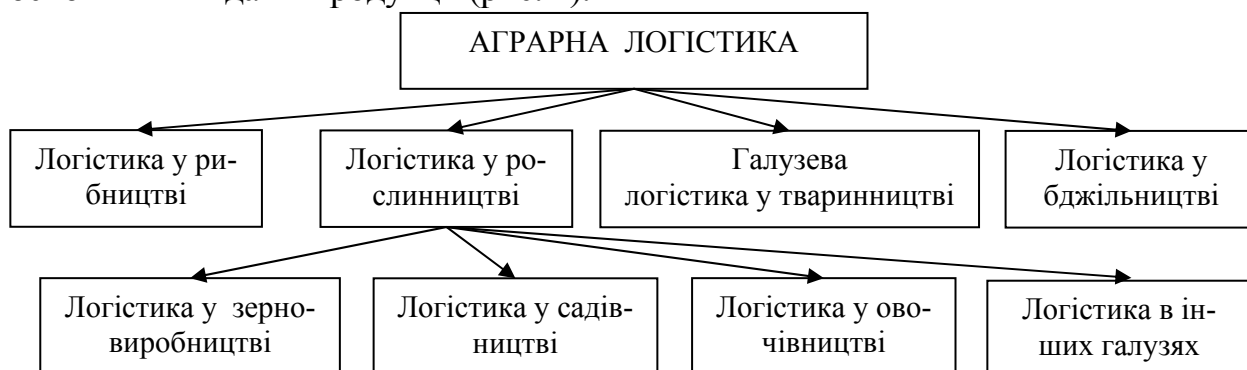 АГРАРНА ЛОГІСТИКА
Логістика у ри-
бництві
Логістика у ро-
слинництві
Галузева
логістика у тваринництві
Логістика у
бджільництві
Логістика у зерно-
виробництві
Логістика у садів-
ництві
Логістика у ово-
чівництві
Логістика в ін-
ших галузях